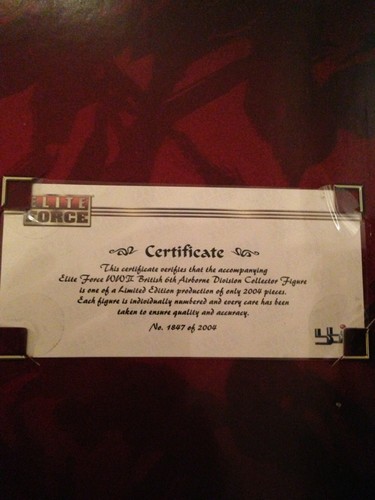 ELITE
FORCE
Certificate
This certificate verifies that the accompanying
Elite Force WWII British 6th Airborne Division Collector Figure
is one of a Limited Edition production of only 2004 pieces.
Each figure is individually numbered and every care has been
taken to ensure quality and accuracy.
No. 1847 of 2004